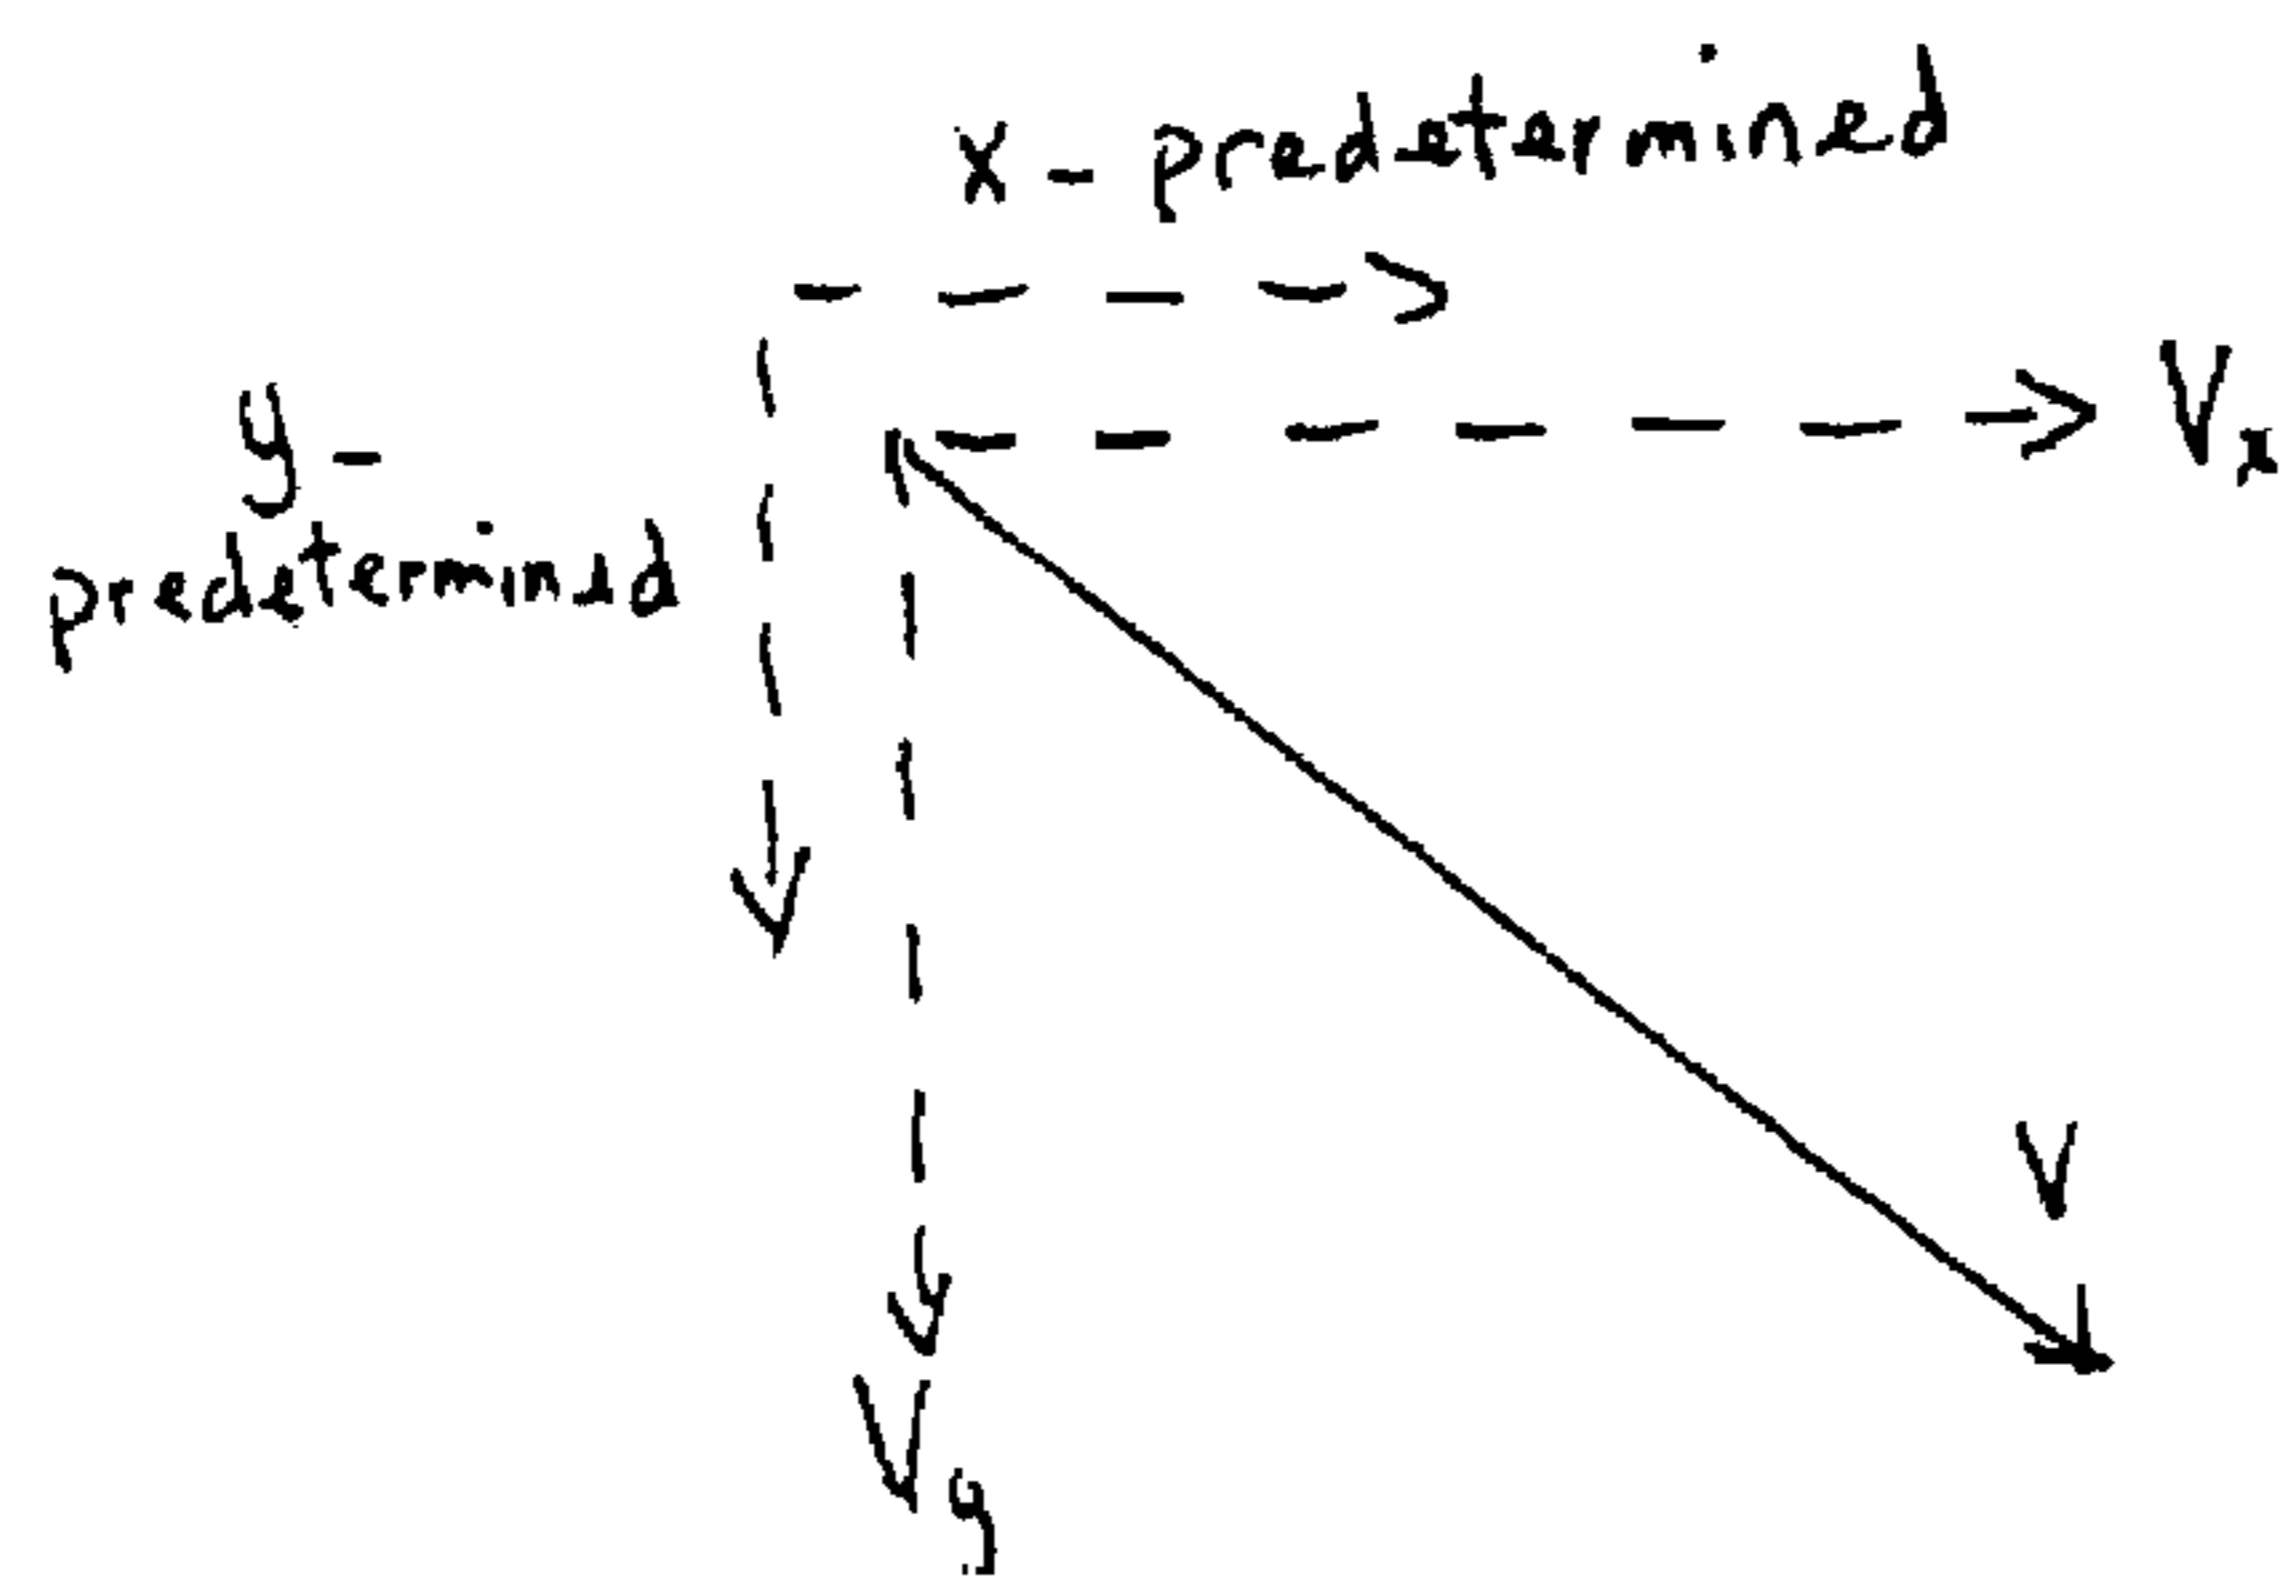 x - predetermined
Vx
y -
predetermined
V
Vy